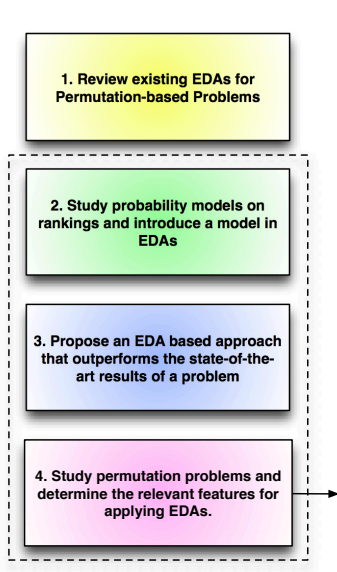 1. Review existing EDAs for
Permutation-based Problems
2. Study probability models on
rankings and introduce a model in
EDAs
3. Propose an EDA based approach
that outperforms the state-of-the-
art results of a problem
4. Study permutation problems and
determine the relevant features for
applying EDAs.